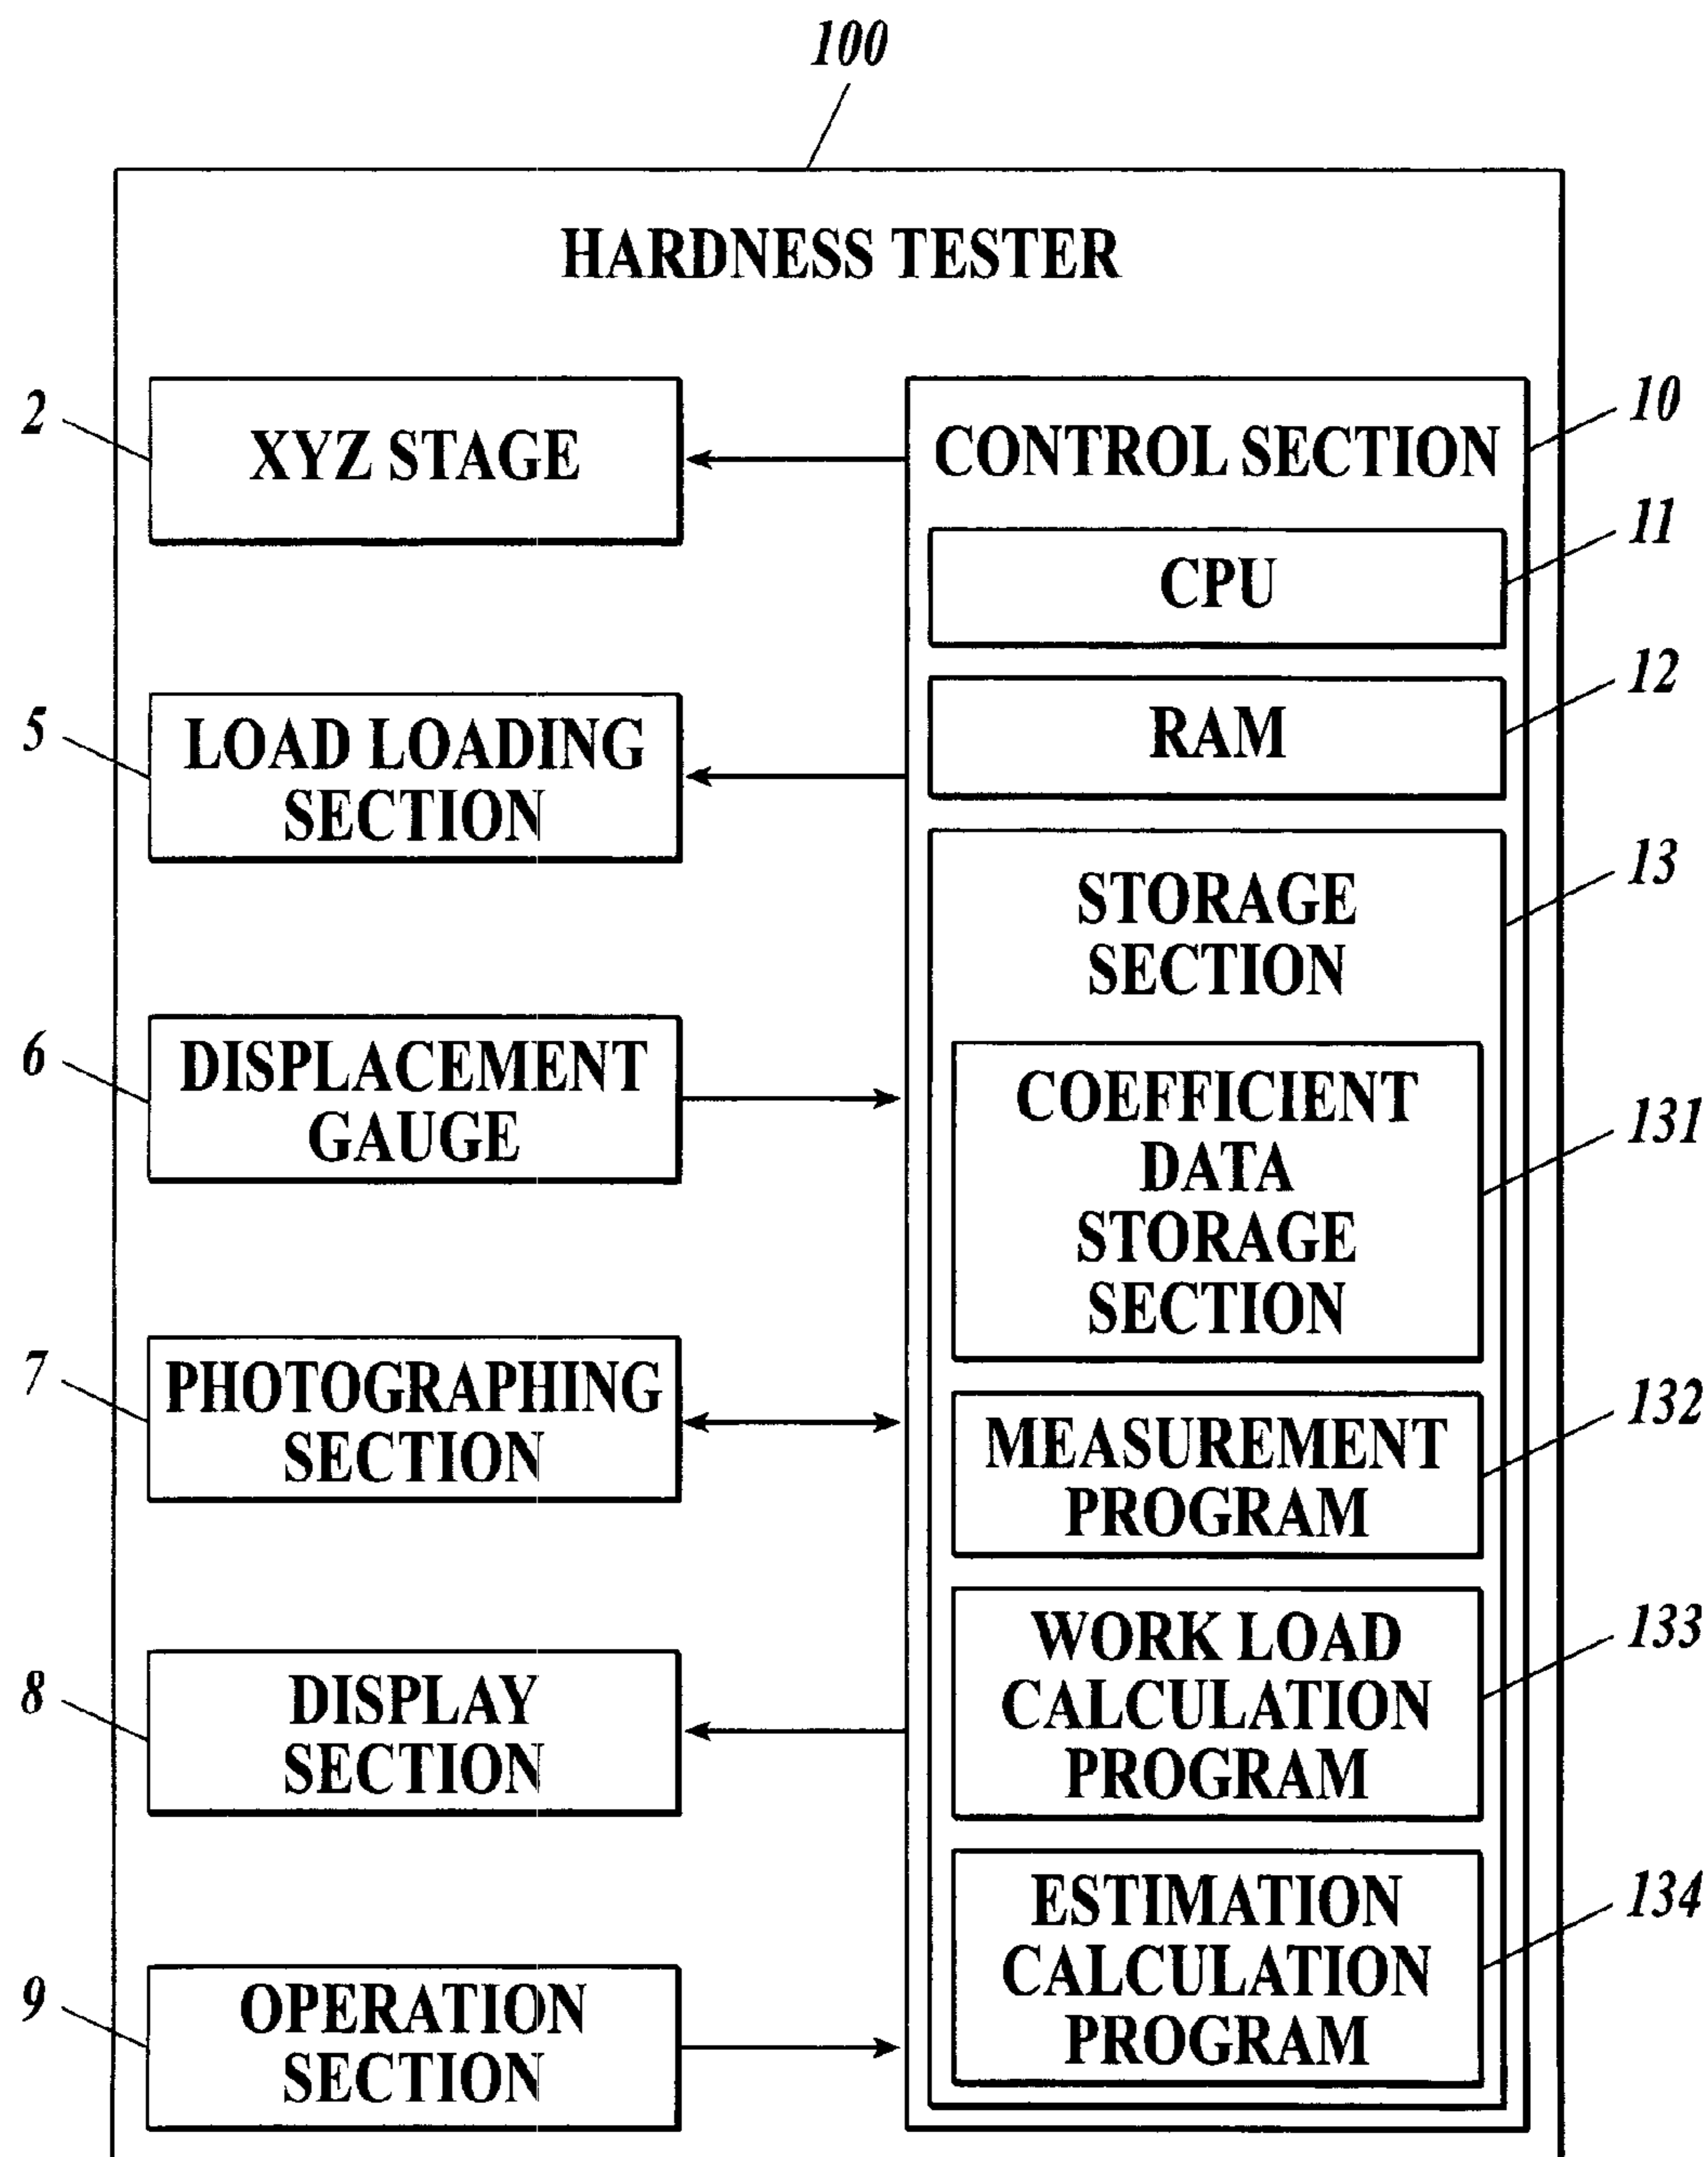 100
HARDNESS TESTER
2
XYZ STAGE
5
LOAD LOADING
SECTION
6
DISPLACEMENT
GAUGE
7
PHOTOGRAPHING
SECTION
8
DISPLAY
SECTION
9
OPERATION
SECTION
10
CONTROL SECTION
11
CPU
12
RAM
13
STORAGE
SECTION
131
COEFFICIENT
DATA
STORAGE
SECTION
132
MEASUREMENT
PROGRAM
133
WORK LOAD
CALCULATION
PROGRAM
134
ESTIMATION
CALCULATION
PROGRAM